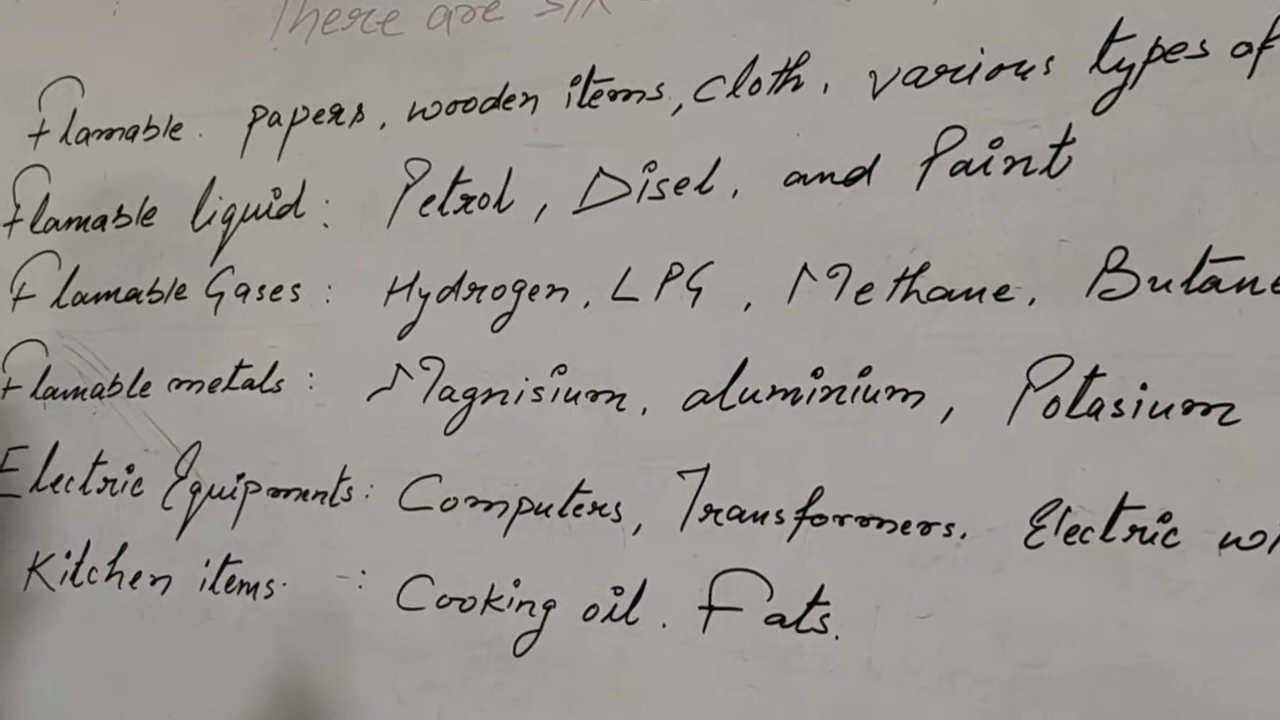 There are six
Flamable. papers, wooden items, cloth, various types of
Flamable liquid: Petrol, Disel, and Paint
Flamable Gases: Hydrogen, LPG, Methane, Butane
Flamable metals: Magnisium, aluminium, Potasium
Electric Equipments: Computers, Transformers. Electric
Kitchen items. -: Cooking oil. Fats.